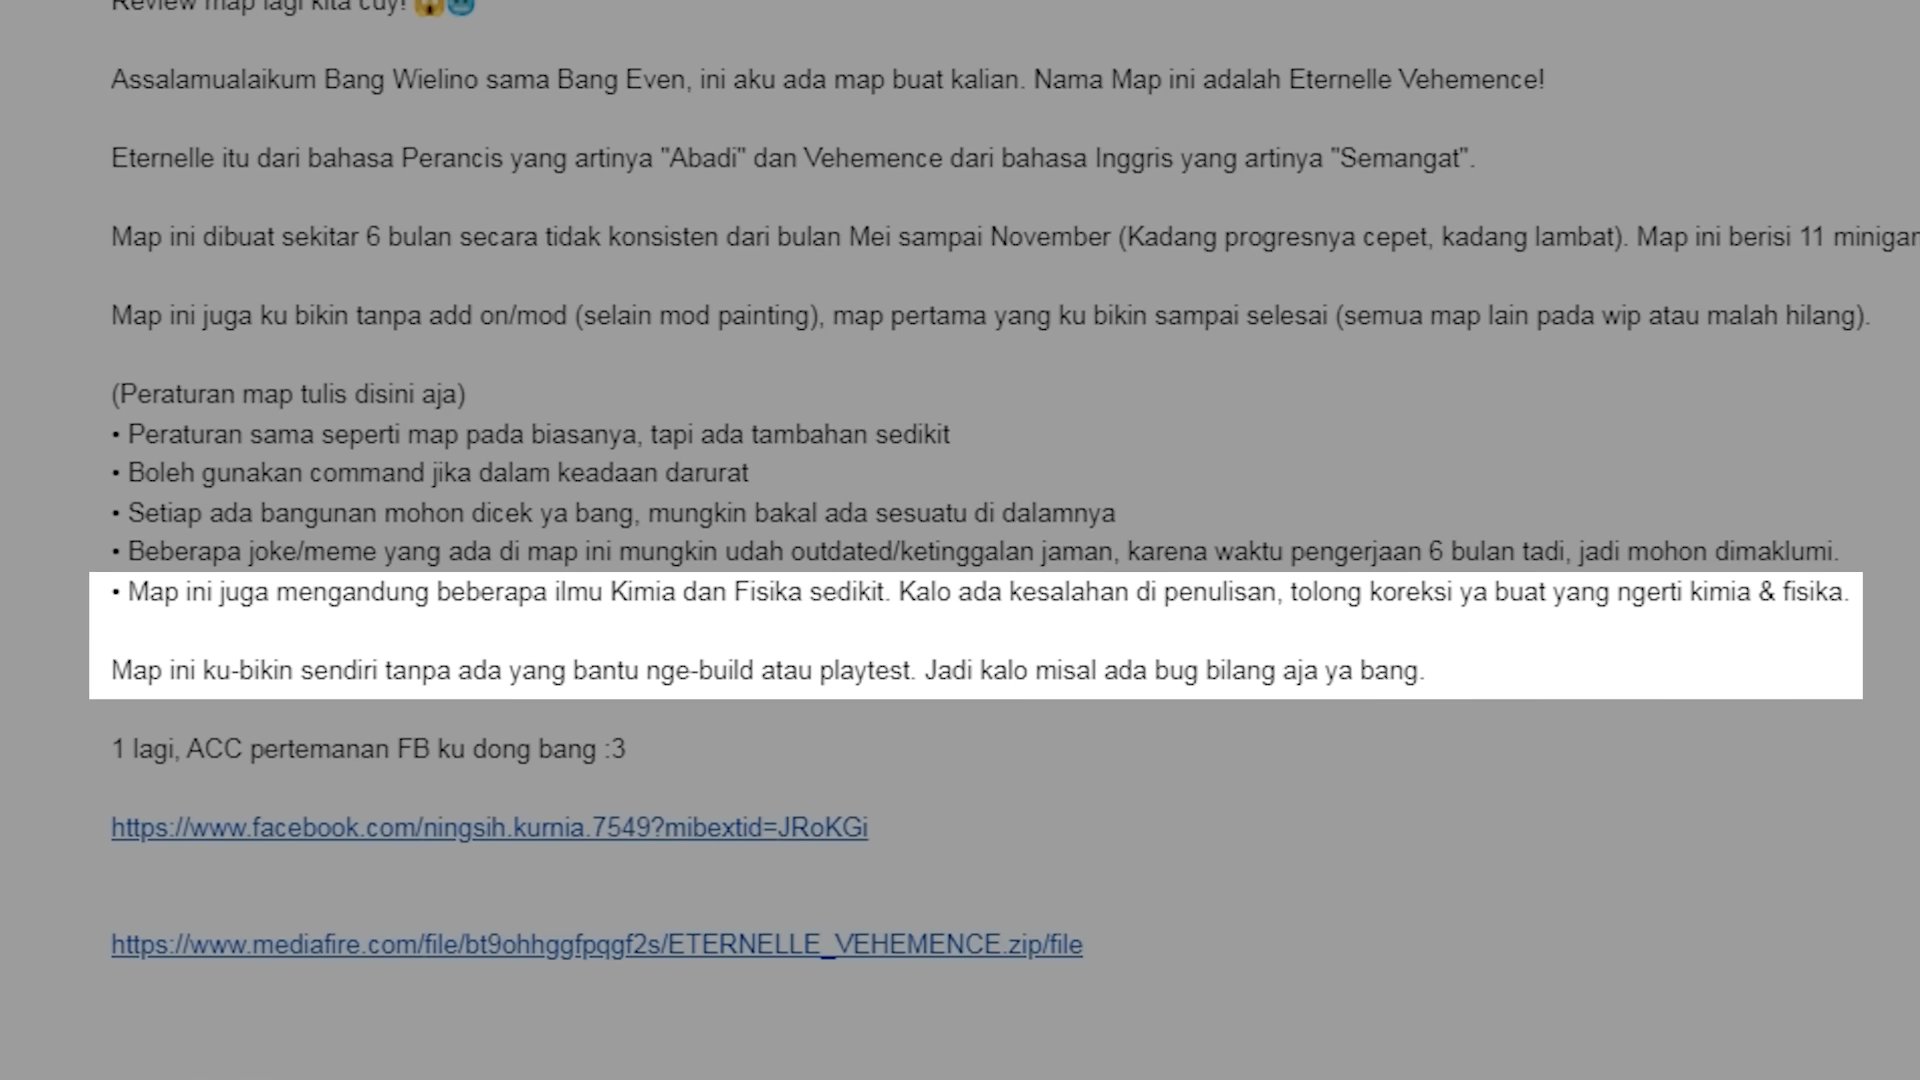 Review map lagi kita cuy! 😱🥶
Assalamualaikum Bang Wielino sama Bang Even, ini aku ada map buat kalian. Nama Map ini adalah Eternelle Vehemence!
Eternelle itu dari bahasa Perancis yang artinya "Abadi" dan Vehemence dari bahasa Inggris yang artinya "Semangat".
Map ini dibuat sekitar 6 bulan secara tidak konsisten dari bulan Mei sampai November (Kadang progresnya cepet, kadang lambat). Map ini berisi 11
Map ini juga ku bikin tanpa add on/mod (selain mod painting), map pertama yang ku bikin sampai selesai (semua map lain pada wip atau malah hilang).
(Peraturan map tulis disini aja)
• Peraturan sama seperti map pada biasanya, tapi ada tambahan sedikit
• Boleh gunakan command jika dalam keadaan darurat
• Setiap ada bangunan mohon dicek ya bang, mungkin bakal ada sesuatu di dalamnya
• Beberapa joke/meme yang ada di map ini mungkin udah outdated/ketinggalan jaman, karena waktu pengerjaan 6 bulan tadi, jadi mohon dimaklumi.
• Map ini juga mengandung beberapa ilmu Kimia dan Fisika sedikit. Kalo ada kesalahan di penulisan, tolong koreksi ya buat yang ngerti kimia & fisika.
Map ini ku-bikin sendiri tanpa ada yang bantu nge-build atau playtest. Jadi kalo misal ada bug bilang aja ya bang.
1 lagi, ACC pertemanan FB ku dong bang :3
https://www.facebook.com/ningsih.kurnia.7549?mibextid=JRoKGi
https://www.mediafire.com/file/bt9ohhggfpqgf2s/ETERNELLE_VEHEMENCE.zip/file